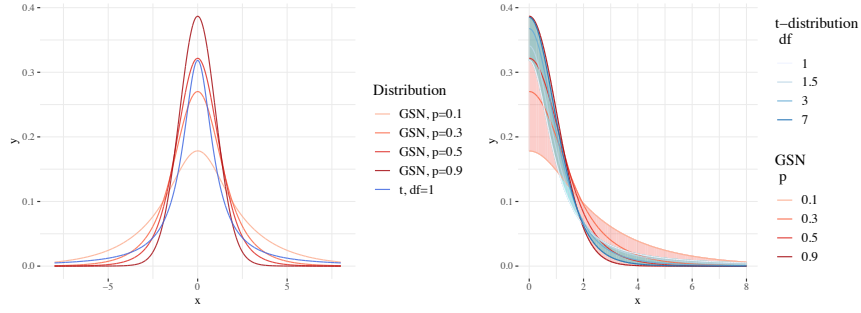 0.4
0.3
0.2
0.1
0.0
y
−5
0
5
x
Distribution
GSN, p=0.1
GSN, p=0.3
GSN, p=0.5
GSN, p=0.9
t, df=1
0.4
0.3
0.2
0.1
0.0
y
0
2
4
6
8
x
t−distribution
df
1
1.5
3
7
GSN
p
0.1
0.3
0.5
0.9